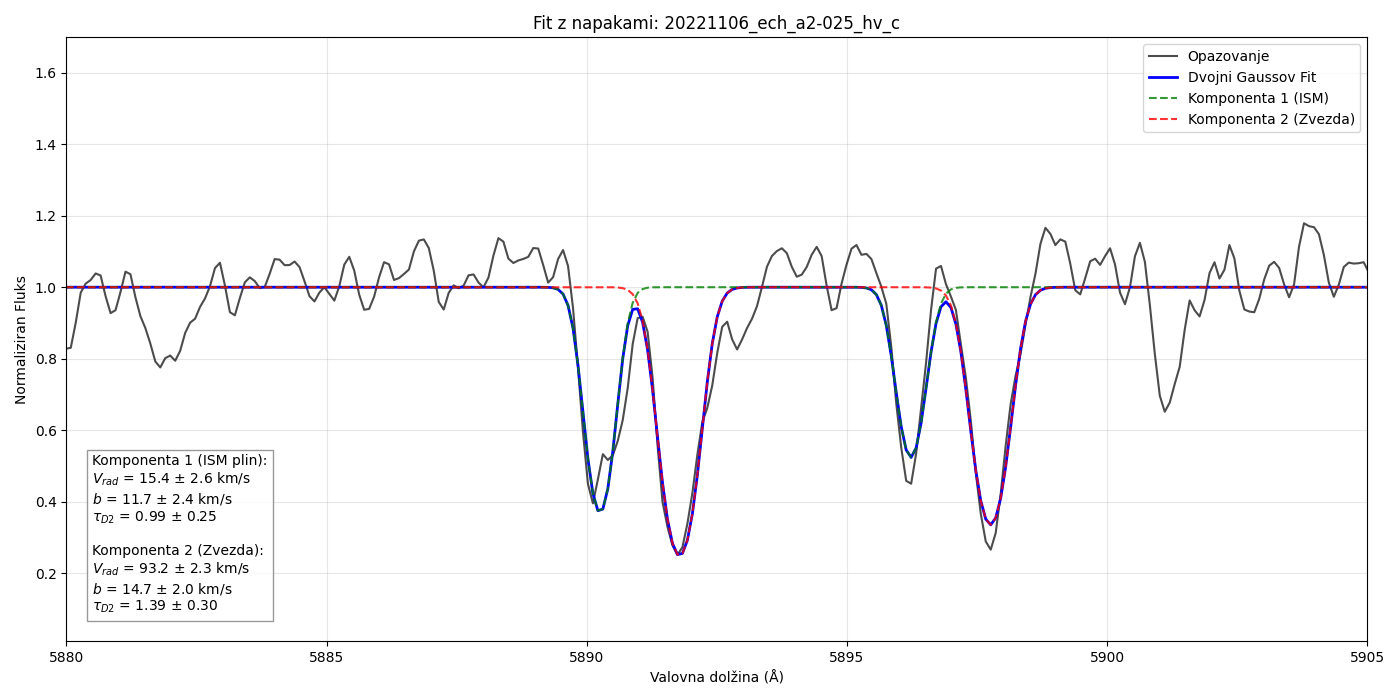 Fit z napakami: 20221106_ech_a2-025_hv_c
Normaliziran Fluks
1.6
1.4
1.2
1.0
0.8
0.6
0.4
0.2
Opazovanje
Dvojni Gaussov Fit
Komponenta 1 (ISM)
Komponenta 2 (Zvezda)
Komponenta 1 (ISM plin):
V_rad = 15.4 ± 2.6 km/s
b = 11.7 ± 2.4 km/s
τ_D2 = 0.99 ± 0.25
Komponenta 2 (Zvezda):
V_rad = 93.2 ± 2.3 km/s
b = 14.7 ± 2.0 km/s
τ_D2 = 1.39 ± 0.30
5880 5885 5890 5895 5900 5905
Valovna dolžina (Å)